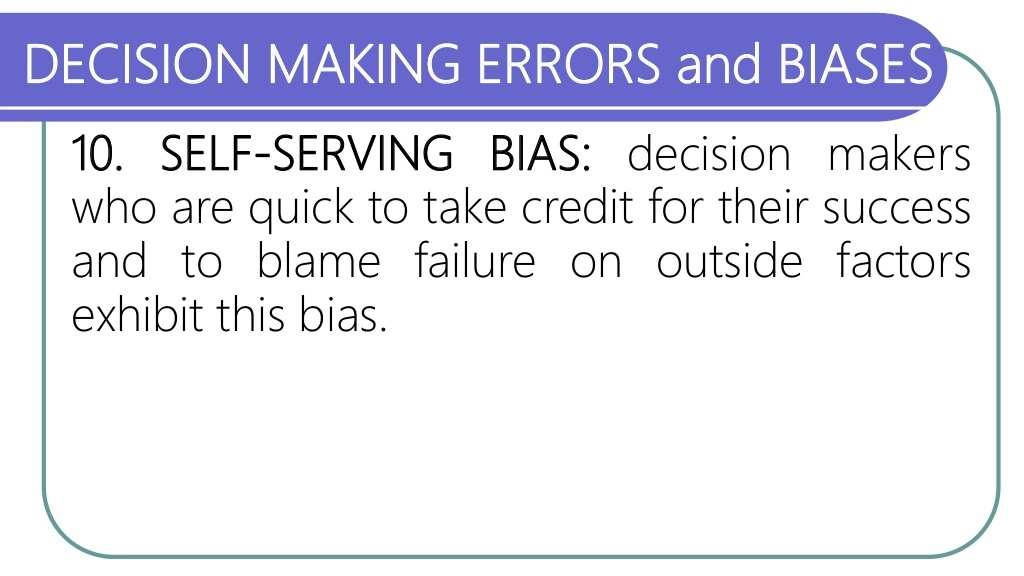 DECISION MAKING ERRORS and BIASES
10. SELF-SERVING BIAS: decision makers
who are quick to take credit for their success
and to blame failure on outside factors
exhibit this bias.